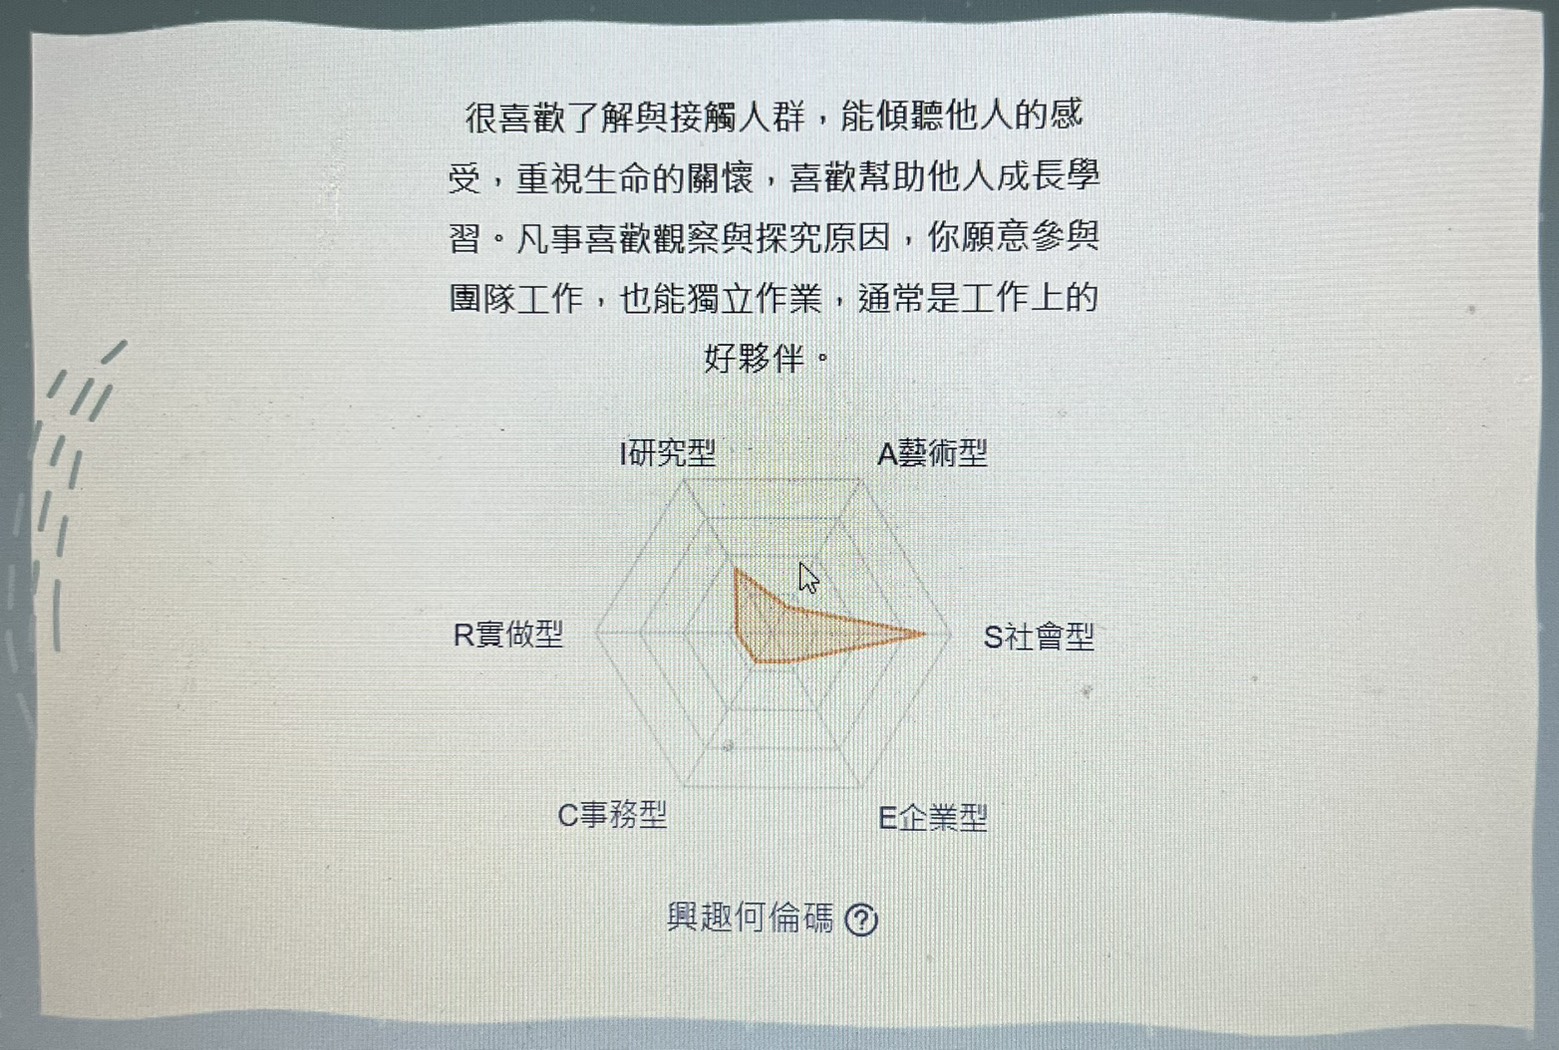 很喜歡了解與接觸人群，能傾聽他人的感
受，重視生命的關懷，喜歡幫助他人成長學
習。凡事喜歡觀察與探究原因，你願意參與
團隊工作，也能獨立作業，通常是工作上的
好夥伴。
I研究型
A藝術型
R實做型
S社會型
C事務型
E企業型
興趣何倫碼 ?